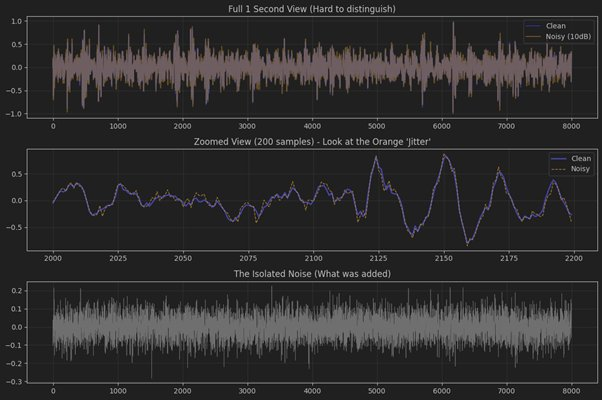 Full 1 Second View (Hard to distinguish)
1.0
0.5
0.0
−0.5
−1.0
Clean
Noisy (10dB)
0 1000 2000 3000 4000 5000 6000 7000 8000
Zoomed View (200 samples) - Look at the Orange 'Jitter'
0.5
0.0
−0.5
Clean
Noisy
2000 2025 2050 2075 2100 2125 2150 2175 2200
The Isolated Noise (What was added)
0.2
0.1
0.0
−0.1
−0.2
−0.3
0 1000 2000 3000 4000 5000 6000 7000 8000